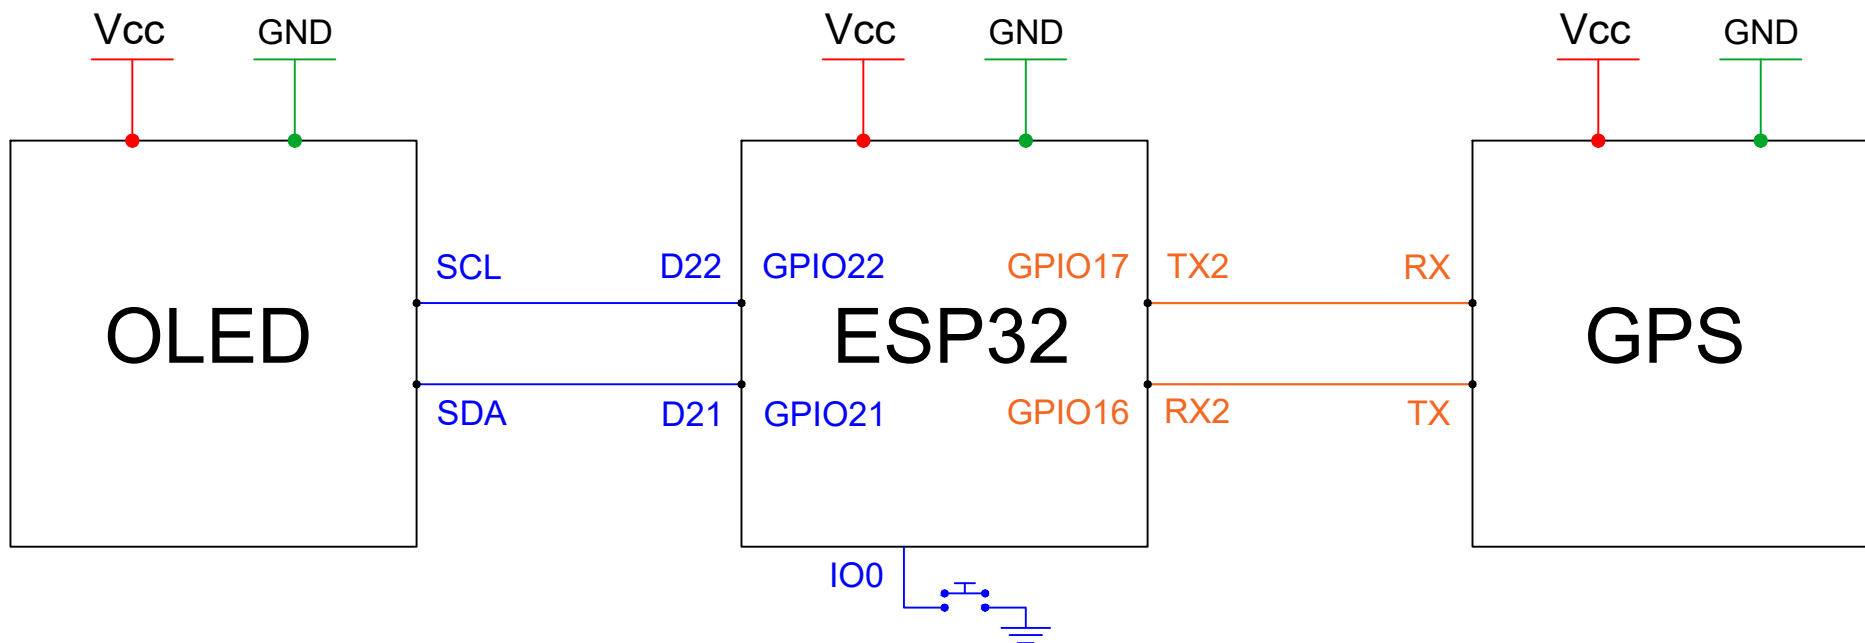 Vcc GND Vcc GND Vcc GND
SCL D22 GPIO22 GPIO17 TX2 RX
OLED ESP32 GPS
SDA D21 GPIO21 GPIO16 RX2 TX
IO0